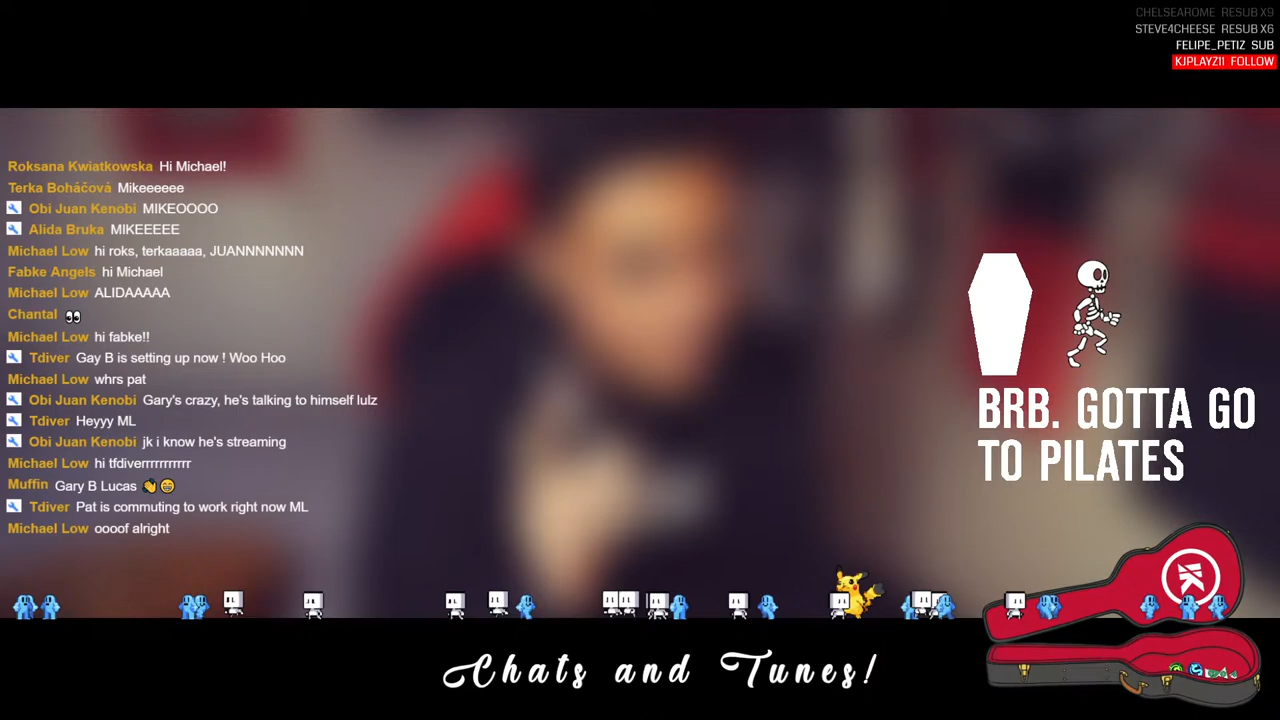 CHELSEAROME RESUB X9
STEVE4CHEESE RESUB X6
FELIPE_PETIZ SUB
KJPLAYZ11 FOLLOW
Roksana Kwiatkowska Hi Michael!
Terka Boháčová Mikeeeeee
Obi Juan Kenobi MIKEOOOO
Alida Bruka MIKEEEEE
Michael Low hi roks, terkaaaaa, JUANNNNNNN
Fabke Angels hi Michael
Michael Low ALIDAAAAA
Chantal 👀
Michael Low hi fabke!!
Tdiver Gay B is setting up now ! Woo Hoo
Michael Low whrs pat
Obi Juan Kenobi Gary's crazy, he's talking to himself lulz
Tdiver Heyyy ML
Obi Juan Kenobi jk i know he's streaming
Michael Low hi tfdiverrrrrrrrrr
Muffin Gary B Lucas 👏😄
Tdiver Pat is commuting to work right now ML
Michael Low oooof alright
BRB. GOTTA GO
TO PILATES
Chats and Tunes!